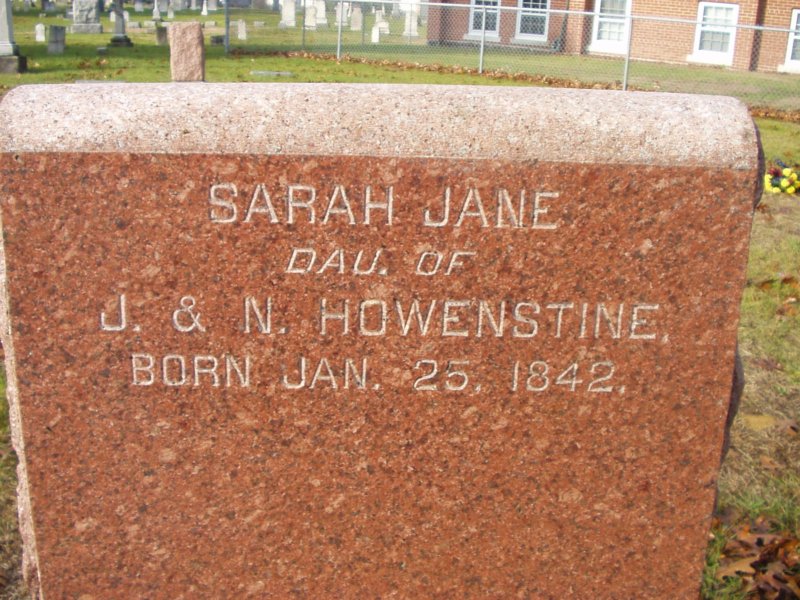 SARAH JANE
DAU. OF
J. & N. HOWENSTINE,
BORN JAN. 25, 1842.